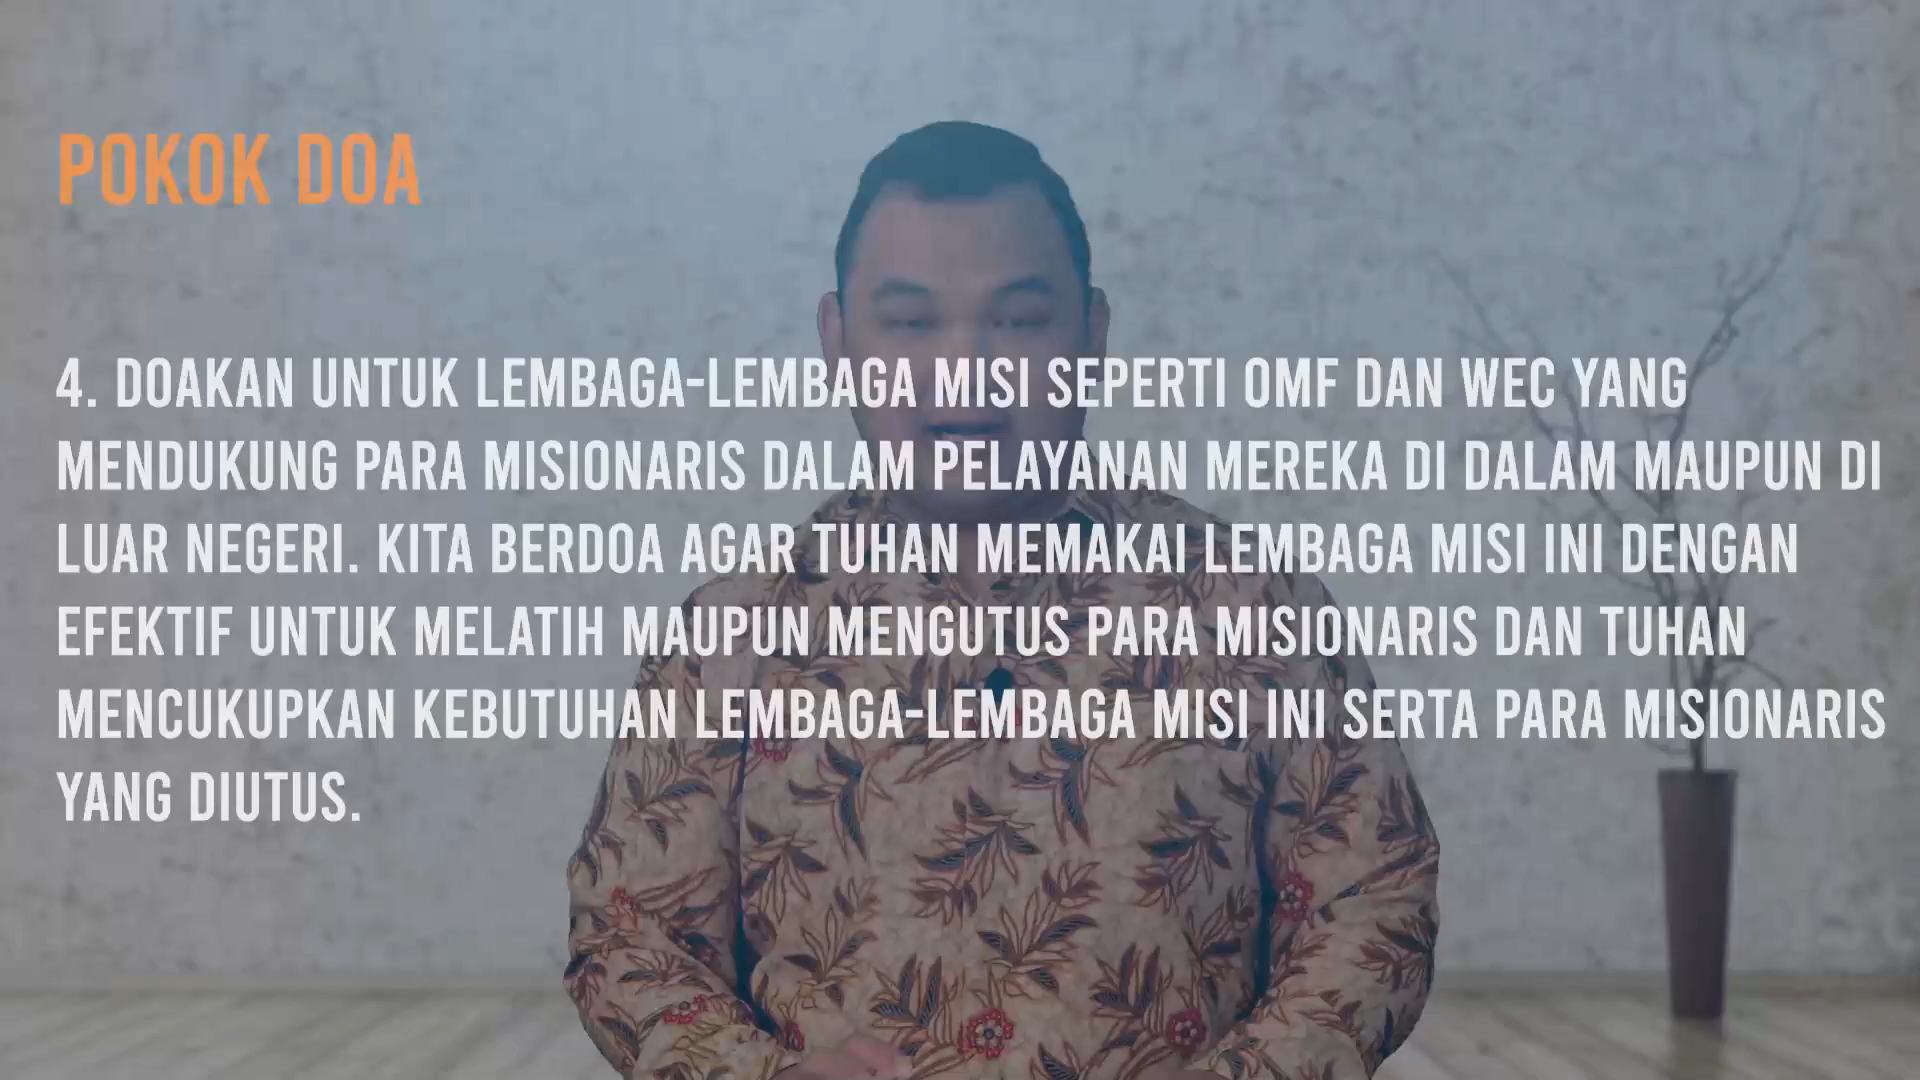 POKOK DOA
4. DOAKAN UNTUK LEMBAGA-LEMBAGA MISI SEPERTI OMF DAN WEC YANG
MENDUKUNG PARA MISIONARIS DALAM PELAYANAN MEREKA DI DALAM MAUPUN DI
LUAR NEGERI. KITA BERDOA AGAR TUHAN MEMAKAI LEMBAGA MISI INI DENGAN
EFEKTIF UNTUK MELATIH MAUPUN MENGUTUS PARA MISIONARIS DAN TUHAN
MENCUKUPKAN KEBUTUHAN LEMBAGA-LEMBAGA MISI INI SERTA PARA MISIONARIS
YANG DIUTUS.